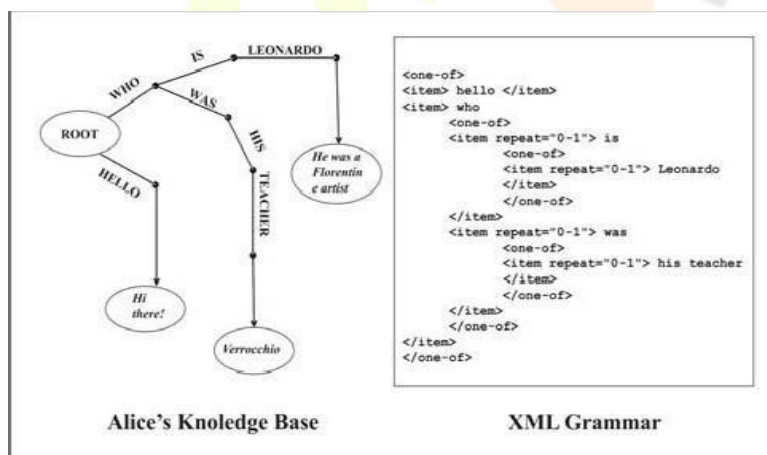 IS
LEONARDO
WHO
WAS
ROOT
HIS
HELLO
TEACHER
He was a
Florentin
e artist
Hi
there!
Verrocchio
Alice's Knoledge Base
<one-of>
<item> hello </item>
<item> who
<one-of>
<item repeat="0-1"> is
<one-of>
<item repeat="0-1"> Leonardo
</item>
</one-of>
</item>
<item repeat="0-1"> was
<one-of>
<item repeat="0-1"> his teacher
</item>
</one-of>
</item>
</one-of>
</item>
</one-of>
XML Grammar